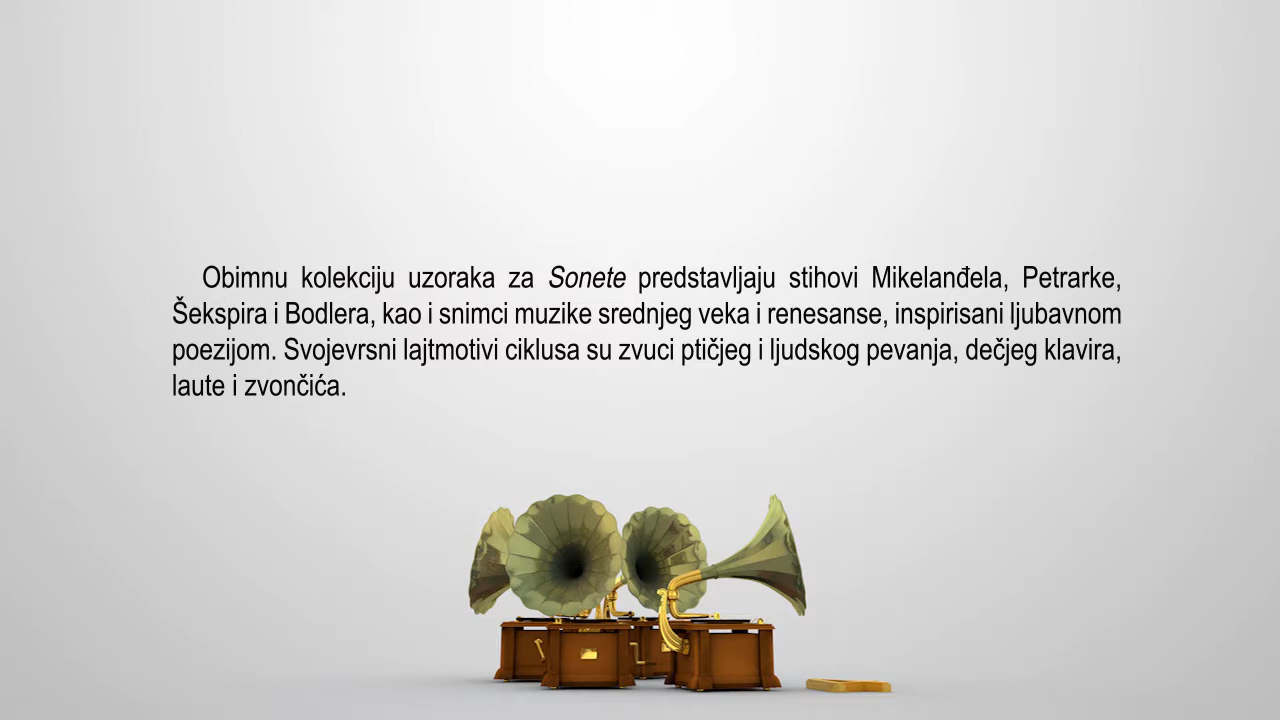 Obimnu kolekciju uzoraka za Sonete predstavljaju stihovi Mikelanđela, Petrarke,
Šekspira i Bodlera, kao i snimci muzike srednjeg veka i renesanse, inspirisani ljubavnom
poezijom. Svojevrsni lajtmotivi ciklusa su zvuci ptičjeg i ljudskog pevanja, dečjeg klavira,
laute i zvončića.